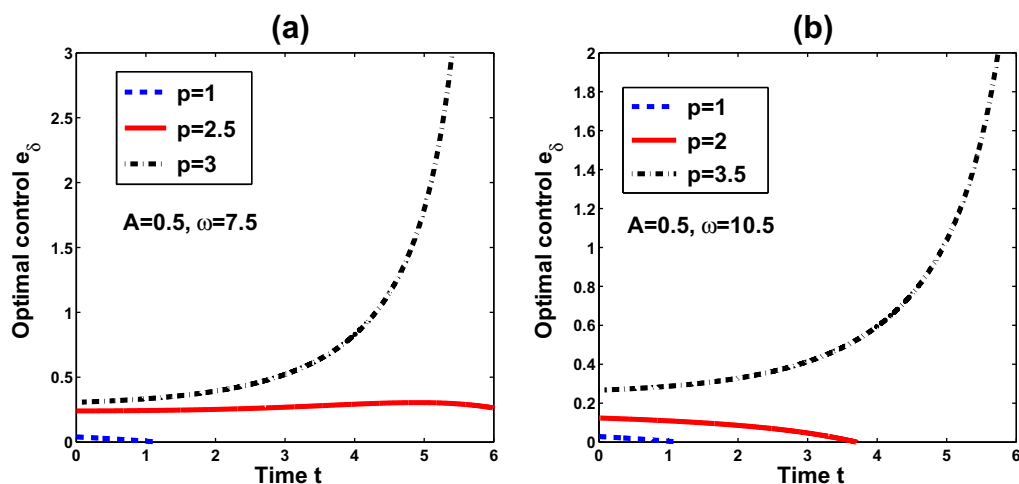 (a)
3
2.5
2
1.5
1
0.5
0
0
1
2
3
4
5
6
Optimal control eδ
Time t
p=1
p=2.5
p=3
A=0.5, ω=7.5
(b)
2
1.8
1.6
1.4
1.2
1
0.8
0.6
0.4
0.2
0
0
1
2
3
4
5
6
Optimal control eδ
Time t
p=1
p=2
p=3.5
A=0.5, ω=10.5